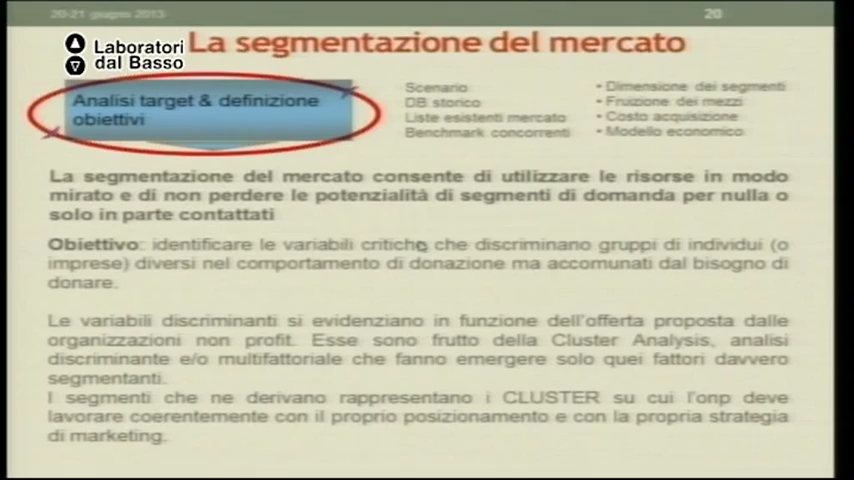 20-21 giugno 2013
20
Laboratori
dal Basso
La segmentazione del mercato
Analisi target & definizione
obiettivi
Scenario
DB storico
Liste esistenti mercato
Benchmark concorrenti
• Dimensione dei segmenti
• Fruizione dei mezzi
• Costo acquisizione
• Modello economico
La segmentazione del mercato consente di utilizzare le risorse in modo
mirato e di non perdere le potenzialità di segmenti di domanda per nulla o
solo in parte contattati
Obiettivo: identificare le variabili critiche che discriminano gruppi di individui (o
imprese) diversi nel comportamento di donazione ma accomunati dal bisogno di
donare.
Le variabili discriminanti si evidenziano in funzione dell'offerta proposta dalle
organizzazioni non profit. Esse sono frutto della Cluster Analysis, analisi
discriminante e/o multifattoriale che fanno emergere solo quei fattori davvero
segmentanti.
I segmenti che ne derivano rappresentano i CLUSTER su cui l'onp deve
lavorare coerentemente con il proprio posizionamento e con la propria strategia
di marketing.